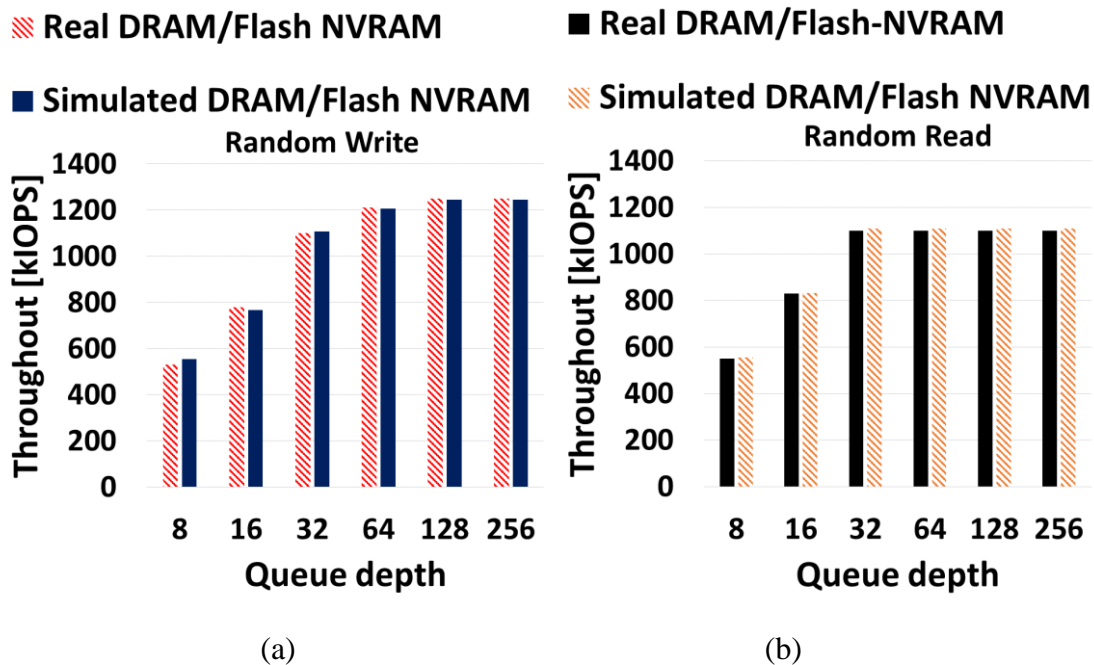 Real DRAM/Flash NVRAM
Simulated DRAM/Flash NVRAM
Random Write
Throughout [kIOPS]
1400
1200
1000
800
600
400
200
0
8 16 32 64 128 256
Queue depth
(a)
Real DRAM/Flash-NVRAM
Simulated DRAM/Flash NVRAM
Random Read
Throughout [kIOPS]
1400
1200
1000
800
600
400
200
0
8 16 32 64 128 256
Queue depth
(b)